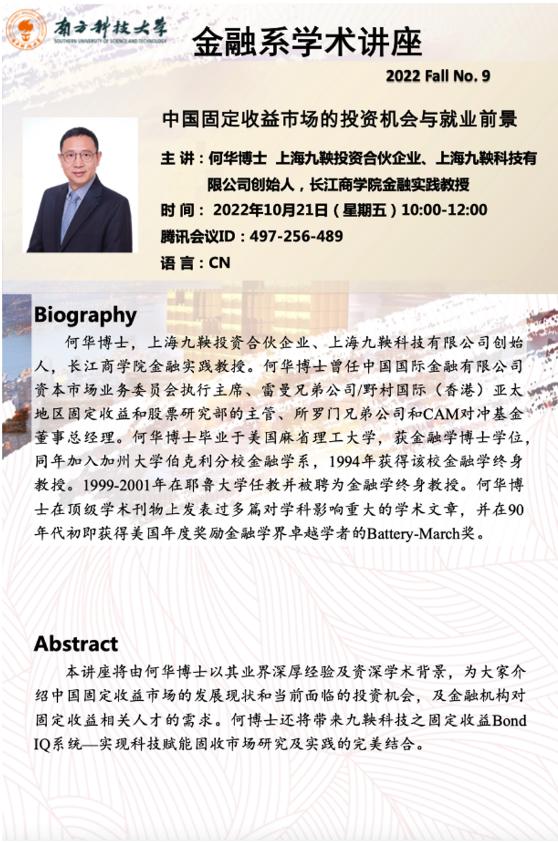 南方科技大学
SOUTHERN UNIVERSITY OF SCIENCE AND TECHNOLOGY
金融系学术讲座
2022 Fall No. 9
中国固定收益市场的投资机会与就业前景
主 讲：何华博士 上海九鞅投资合伙企业、上海九鞅科技有
限公司创始人，长江商学院金融实践教授
时 间： 2022年10月21日（星期五）10:00-12:00
腾讯会议ID：497-256-489
语 言：CN
Biography
何华博士，上海九鞅投资合伙企业、上海九鞅科技有限公司创始
人，长江商学院金融实践教授。何华博士曾任中国国际金融有限公司
资本市场业务委员会执行主席、雷曼兄弟公司/野村国际（香港）亚太
地区固定收益和股票研究部的主管、所罗门兄弟公司和CAM对冲基金
董事总经理。何华博士毕业于美国麻省理工大学，获金融学博士学位，
同年加入加州大学伯克利分校金融学系，1994年获得该校金融学终身
教授。1999-2001年在耶鲁大学任教并被聘为金融学终身教授。何华博
士在顶级学术刊物上发表过多篇对学科影响重大的学术文章，并在90
年代初即获得美国年度奖励金融学界卓越学者的Battery-March奖。
Abstract
本讲座将由何华博士以其业界深厚经验及资深学术背景，为大家介
绍中国固定收益市场的发展现状和当前面临的投资机会，及金融机构对
固定收益相关人才的需求。何博士还将带来九鞅科技之固定收益Bond
IQ系统—实现科技赋能固收市场研究及实践的完美结合。